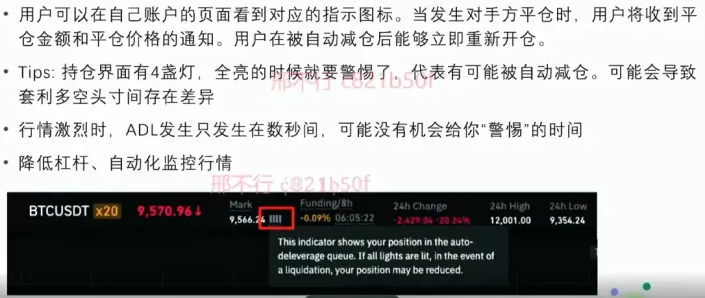 • 用户可以在自己账户的页面看到对应的指示图标。当发生对手方平仓时，用户将收到平
仓金额和平仓价格的通知。用户在被自动减仓后能够立即重新开仓。
• Tips: 持仓界面有4盏灯，全亮的时候就要警惕了，代表有可能被自动减仓。可能会导致
套利多空头寸间存在差异
邢不行 c821b50f
• 行情激烈时，ADL发生只发生在数秒间，可能没有机会给你“警惕”的时间
• 降低杠杆、自动化监控行情
邢不行 c821b50f
BTCUSDT x20 9,570.96↓ Mark Funding/8h 24h Change 24h High 24h Low
9,566.24 -0.09% 06:05:22 -2,429.04 -20.24% 12,001.00 9,354.24
This indicator shows your position in the auto-
deleverage queue. If all lights are lit, in the event of
a liquidation, your position may be reduced.